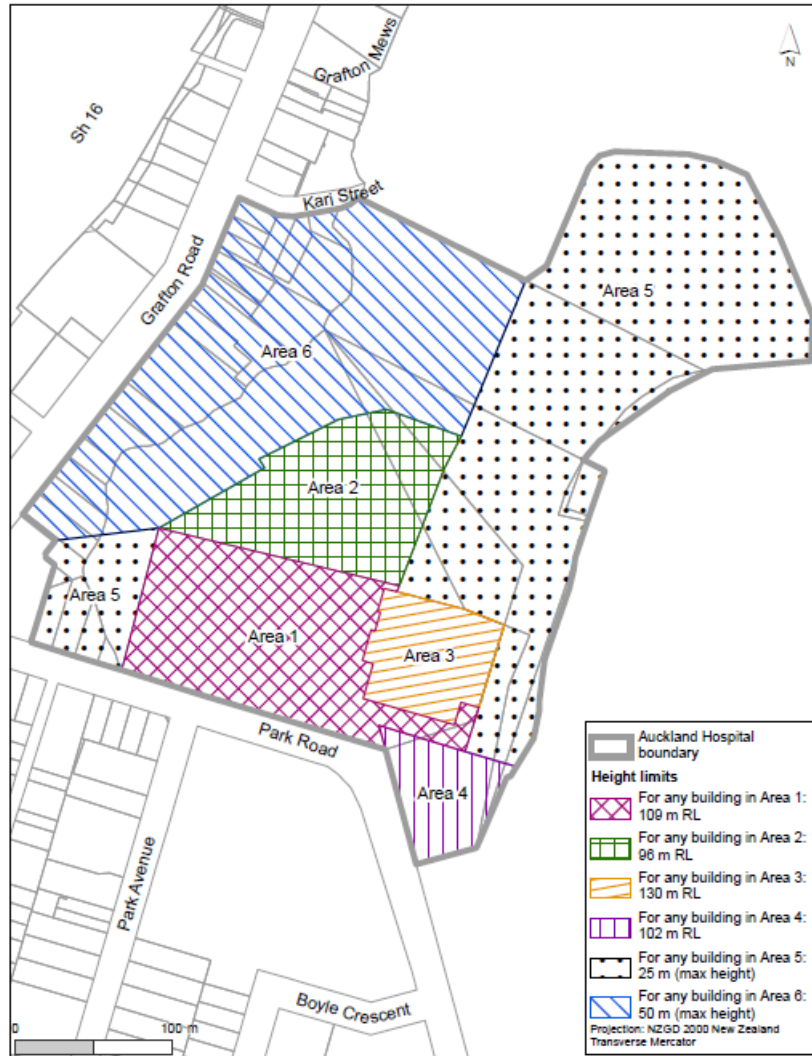 Grafton Mews
N
Sh 16
Kari Street
Grafton Road
Area 5
Area 6
Area 2
Area 5
Area 1
Area 3
Park Road
Area 4
Park Avenue
Boyle Crescent
0 100 m
Auckland Hospital
boundary
Height limits
For any building in Area 1:
109 m RL
For any building in Area 2:
96 m RL
For any building in Area 3:
130 m RL
For any building in Area 4:
102 m RL
For any building in Area 5:
25 m (max height)
For any building in Area 6:
50 m (max height)
Projection: NZGD 2000 New Zealand
Transverse Mercator